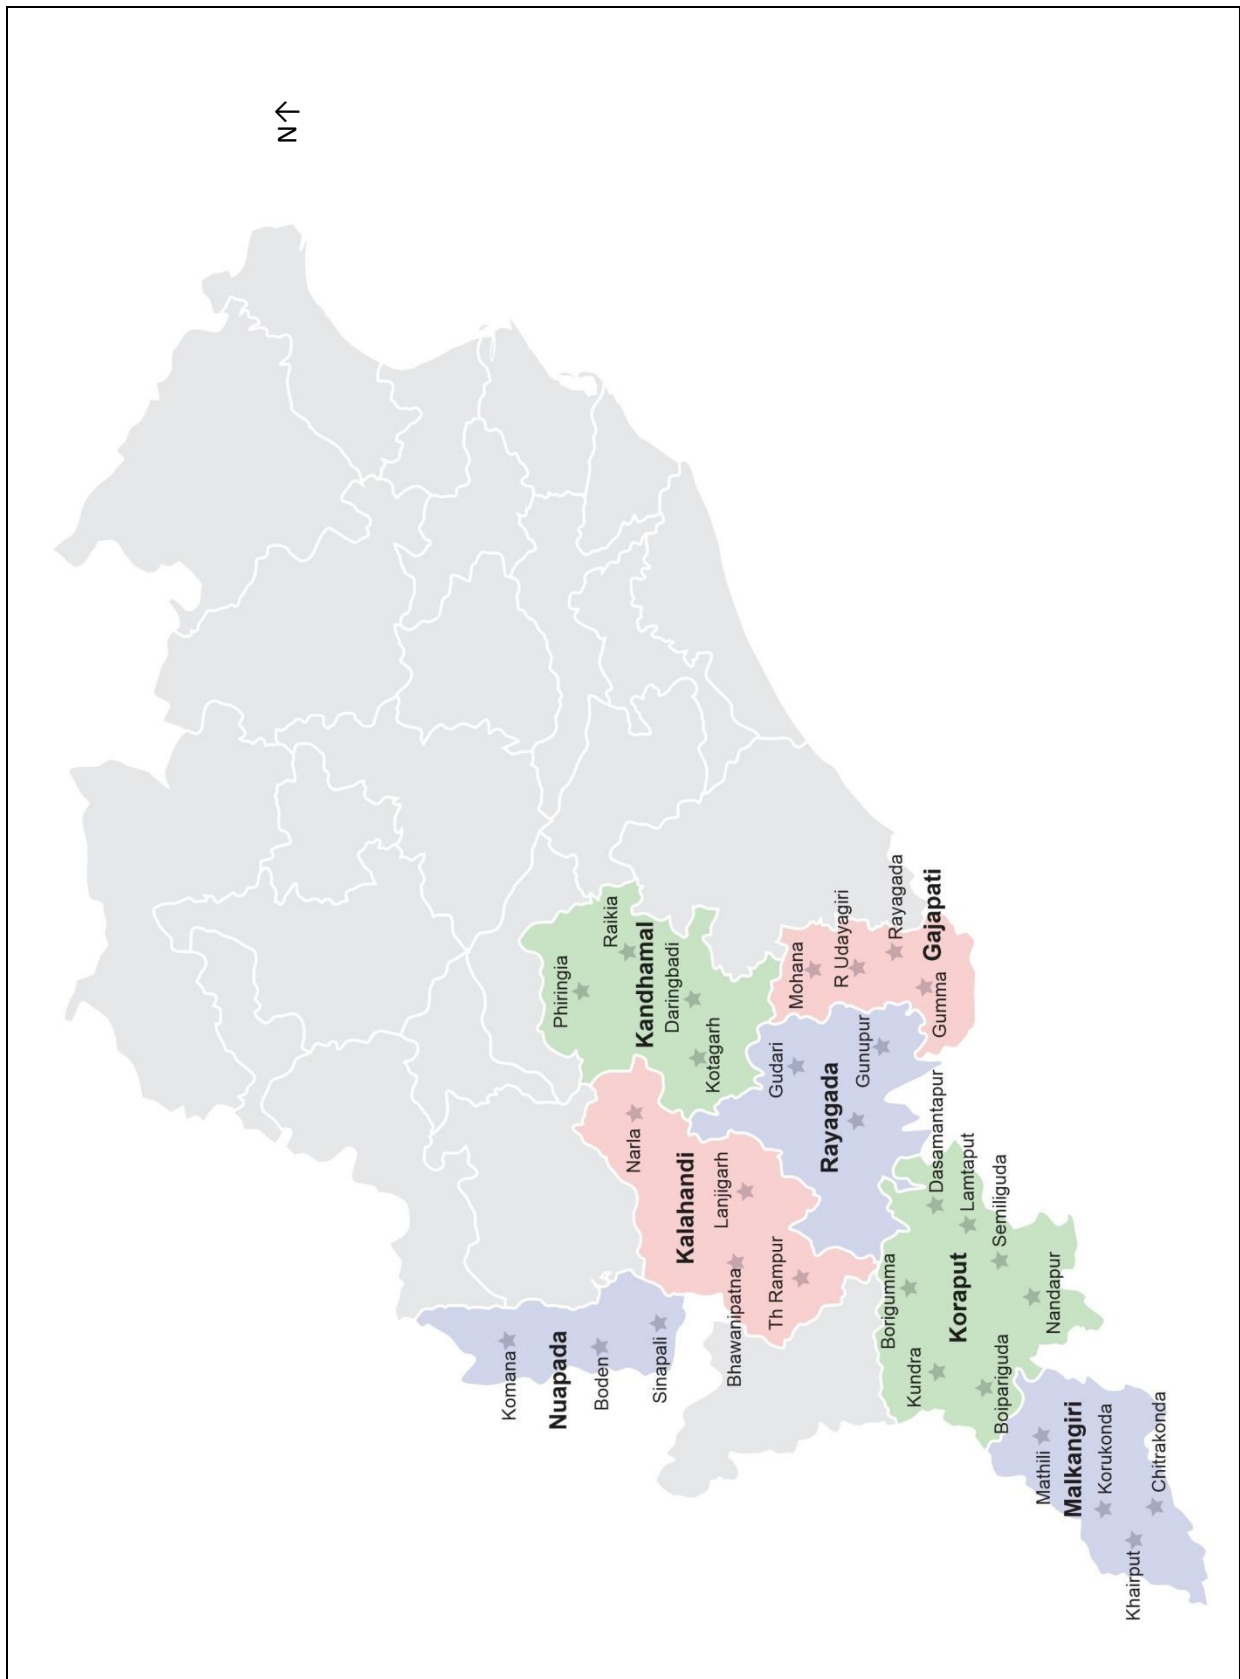 N
Komana
Nuapada
Boden
Sinapali
Phiringia
Raikia
Kandhamal
Daringbadi
Kotagarh
Narla
Kalahandi
Lanjigarh
Bhawanipatna
Th Rampur
Mohana
R Udayagiri
Rayagada
Gajapati
Gumma
Gudari
Rayagada
Gunupur
Dasamantapur
Lamtaput
Semiliguda
Borigumma
Koraput
Kundra
Boipariguda
Nandapur
Mathili
Malkangiri
Korukonda
Chitrakonda
Khairput